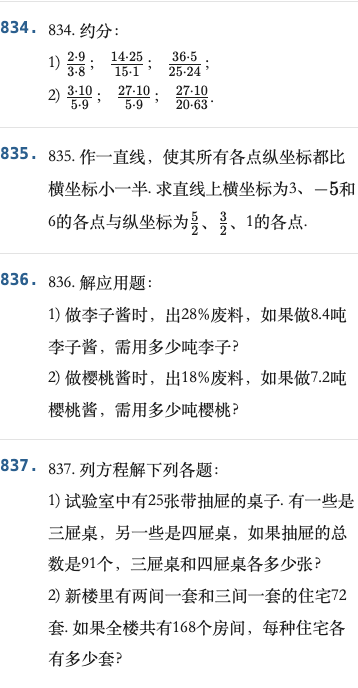 834. 834. 约分：
1) 2·9/3·8； 14·25/15·1； 36·5/25·24；
2) 3·10/5·9； 27·10/5·9； 27·10/20·63.
835. 835. 作一直线，使其所有各点纵坐标都比
横坐标小一半. 求直线上横坐标为3、−5和
6的各点与纵坐标为5/2、3/2、1的各点.
836. 836. 解应用题：
1) 做李子酱时，出28%废料，如果做8.4吨
李子酱，需用多少吨李子?
2) 做樱桃酱时，出18%废料，如果做7.2吨
樱桃酱，需用多少吨樱桃?
837. 837. 列方程解下列各题：
1) 试验室中有25张带抽屉的桌子. 有一些是
三屉桌，另一些是四屉桌，如果抽屉的总
数是91个，三屉桌和四屉桌各多少张?
2) 新楼里有两间一套和三间一套的住宅72
套. 如果全楼共有168个房间，每种住宅各
有多少套?